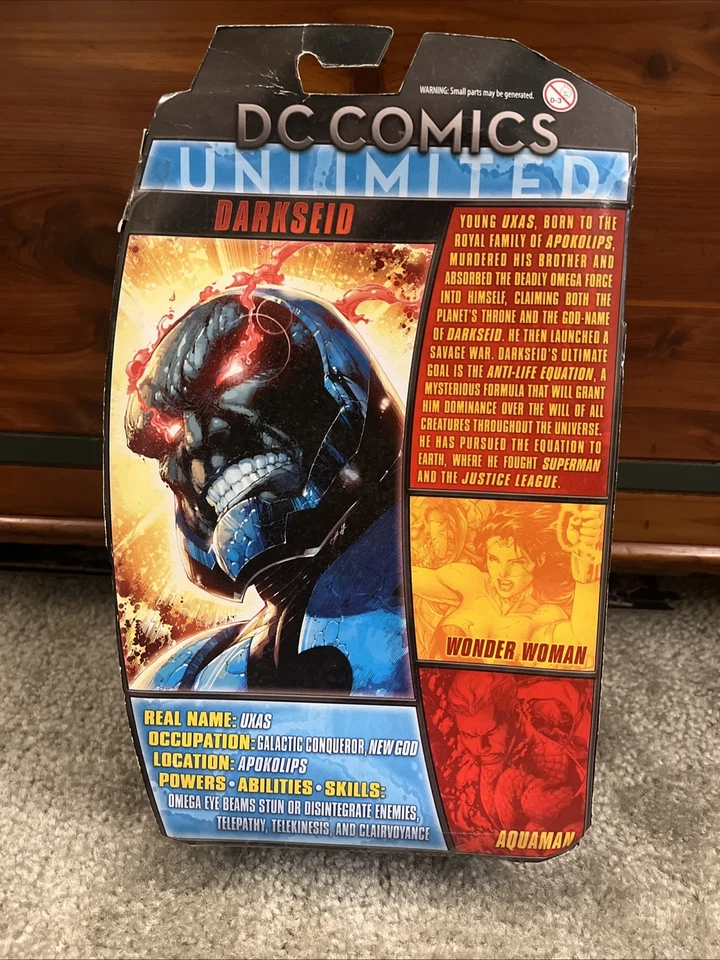 WARNING: Small parts may be generated.
0-3
DC COMICS
UNLIMITED
DARKSEID
YOUNG UXAS, BORN TO THE
ROYAL FAMILY OF APOKOLIPS,
MURDERED HIS BROTHER AND
ABSORBED THE DEADLY OMEGA FORCE
INTO HIMSELF, CLAIMING BOTH THE
PLANET'S THRONE AND THE GOD-NAME
OF DARKSEID. HE THEN LAUNCHED A
SAVAGE WAR. DARKSEID'S ULTIMATE
GOAL IS THE ANTI-LIFE EQUATION, A
MYSTERIOUS FORMULA THAT WILL GRANT
HIM DOMINANCE OVER THE WILL OF ALL
CREATURES THROUGHOUT THE UNIVERSE.
HE HAS PURSUED THE EQUATION TO
EARTH, WHERE HE FOUGHT SUPERMAN
AND THE JUSTICE LEAGUE.
WONDER WOMAN
AQUAMAN
REAL NAME: UXAS
OCCUPATION: GALACTIC CONQUEROR, NEW GOD
LOCATION: APOKOLIPS
POWERS • ABILITIES • SKILLS:
OMEGA EYE BEAMS STUN OR DISINTEGRATE ENEMIES,
TELEPATHY, TELEKINESIS, AND CLAIRVOYANCE